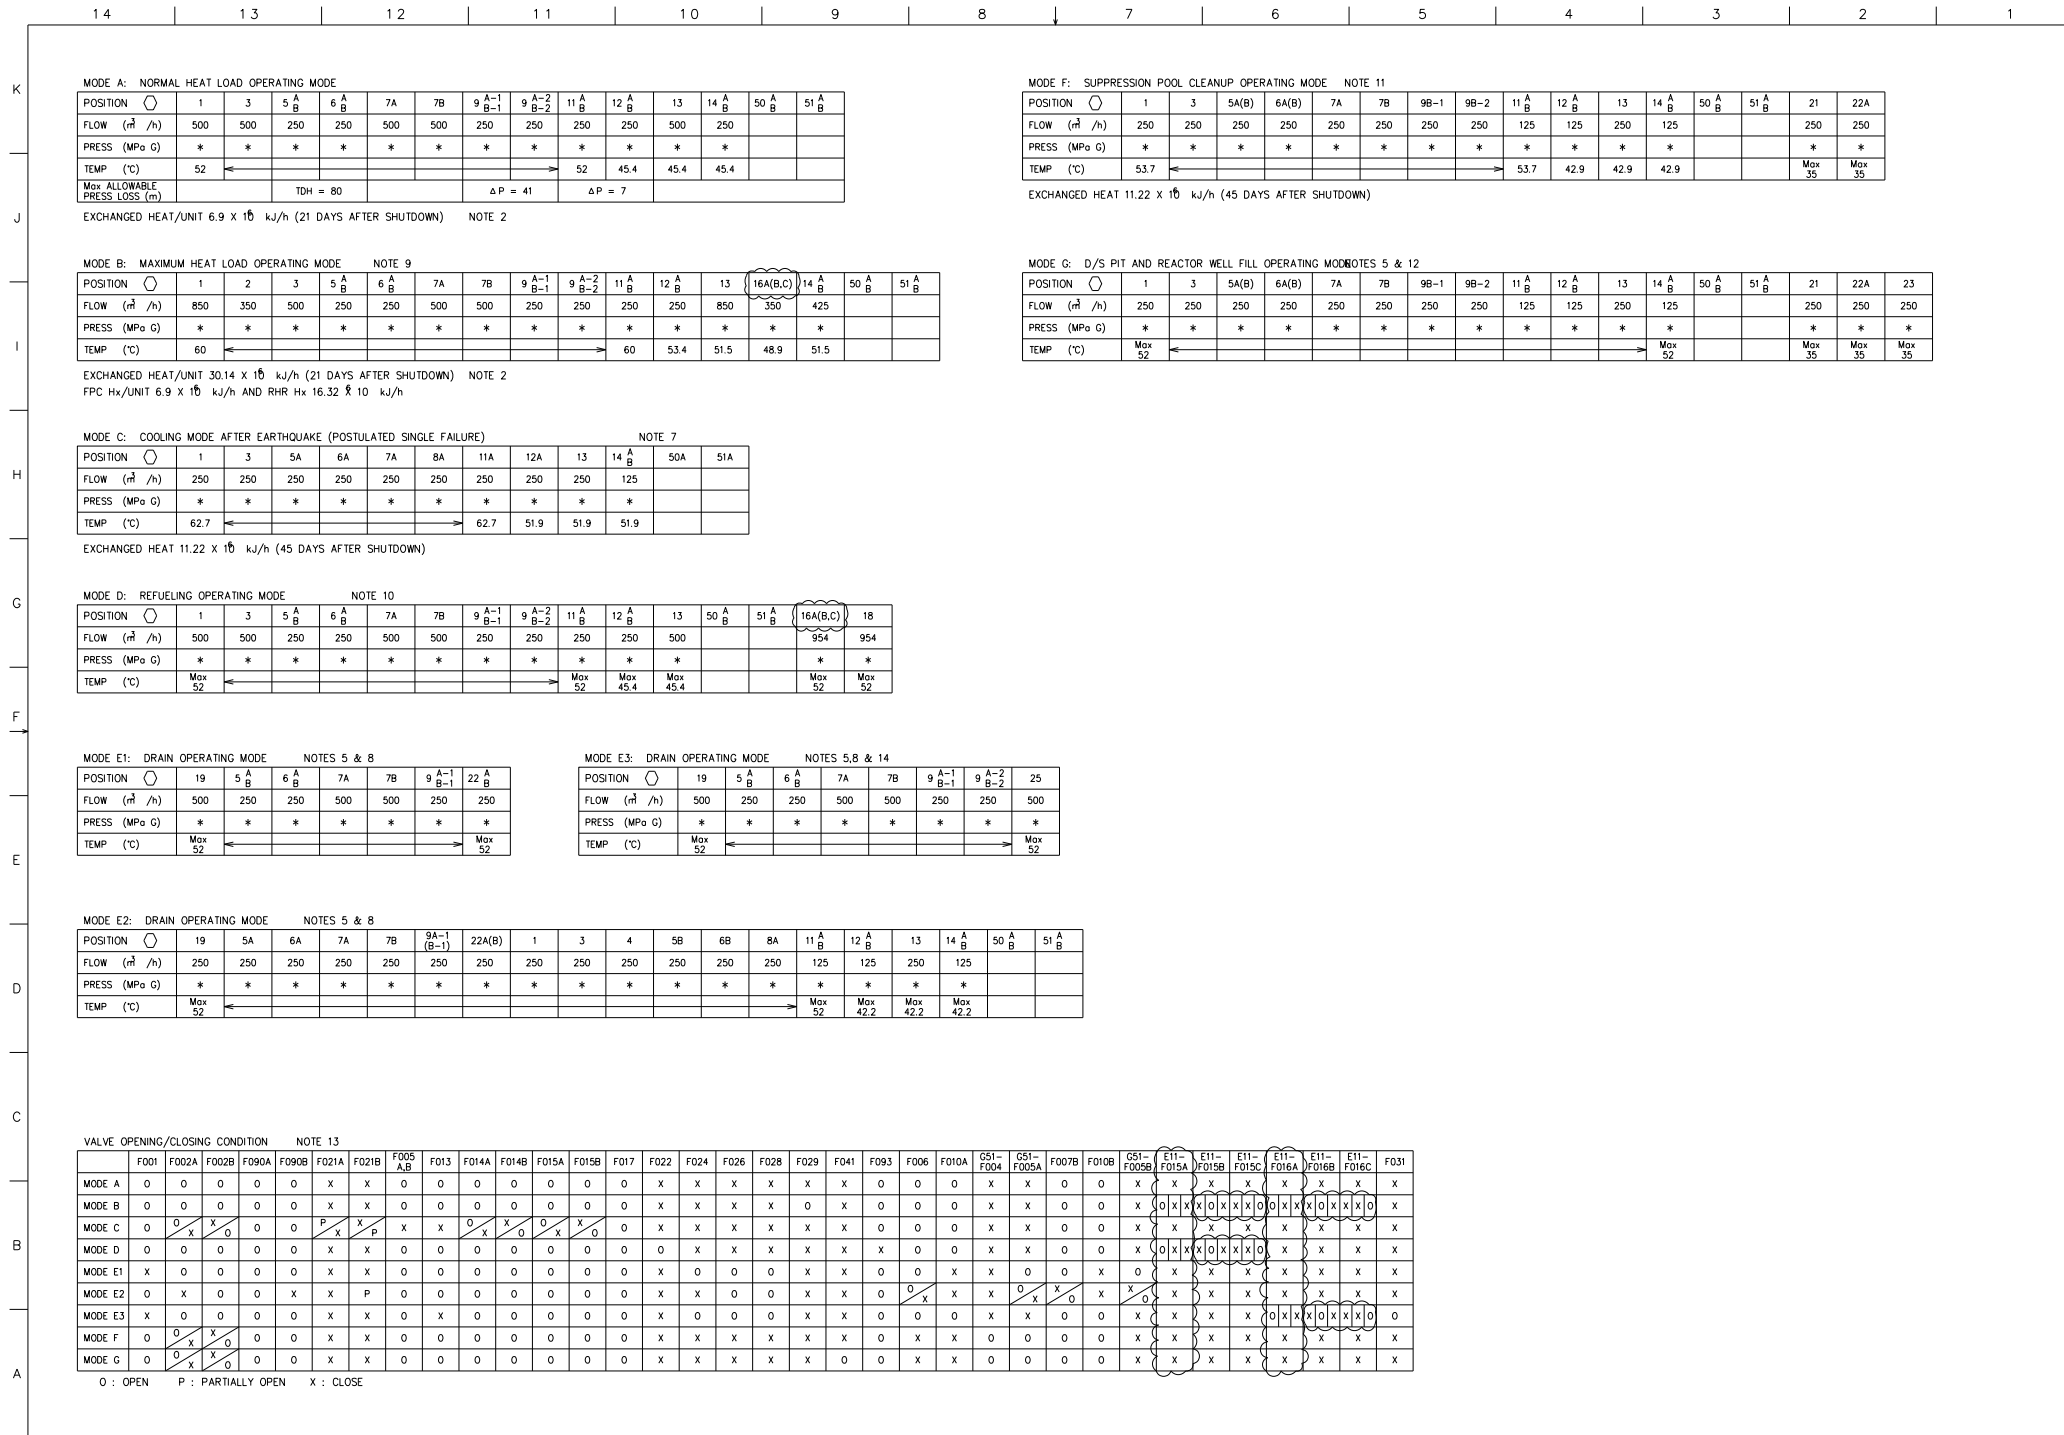 14 13 12 11 10 9 8 7 6 5 4 3 2 1
K
J
I
H
G
F
E
D
C
B
A
MODE A: NORMAL HEAT LOAD OPERATING MODE
POSITION 1 3 5 A B 6 A B 7A 7B 9 A-1 B-1 9 A-2 B-2 11 A B 12 A B 13 14 A B 50 A B 51 A B
FLOW (m3 /h) 500 500 250 250 500 500 250 250 250 250 500 250
PRESS (MPa G) * * * * * * * * * * * *
TEMP (°C) 52 52 45.4 45.4 45.4
Max ALLOWABLE
PRESS LOSS (m) TDH = 80 Δ P = 41 Δ P = 7
EXCHANGED HEAT/UNIT 6.9 X 10 6 kJ/h (21 DAYS AFTER SHUTDOWN) NOTE 2
MODE B: MAXIMUM HEAT LOAD OPERATING MODE NOTE 9
POSITION 1 2 3 5 A B 6 A B 7A 7B 9 A-1 B-1 9 A-2 B-2 11 A B 12 A B 13 16A(B,C) 14 A B 50 A B 51 A B
FLOW (m3 /h) 850 350 500 250 250 500 500 250 250 250 250 850 350 425
PRESS (MPa G) * * * * * * * * * * * * * *
TEMP (°C) 60 60 53.4 51.5 48.9 51.5
EXCHANGED HEAT/UNIT 30.14 X 10 6 kJ/h (21 DAYS AFTER SHUTDOWN) NOTE 2
FPC Hx/UNIT 6.9 X 10 6 kJ/h AND RHR Hx 16.32 X 10 6 kJ/h
MODE C: COOLING MODE AFTER EARTHQUAKE (POSTULATED SINGLE FAILURE) NOTE 7
POSITION 1 3 5A 6A 7A 8A 11A 12A 13 14 A B 50A 51A
FLOW (m3 /h) 250 250 250 250 250 250 250 250 250 125
PRESS (MPa G) * * * * * * * * * *
TEMP (°C) 62.7 62.7 51.9 51.9 51.9
EXCHANGED HEAT 11.22 X 10 6 kJ/h (45 DAYS AFTER SHUTDOWN)
MODE D: REFUELING OPERATING MODE NOTE 10
POSITION 1 3 5 A B 6 A B 7A 7B 9 A-1 B-1 9 A-2 B-2 11 A B 12 A B 13 50 A B 51 A B 16A(B,C) 18
FLOW (m3 /h) 500 500 250 250 500 500 250 250 250 250 500 954 954
PRESS (MPa G) * * * * * * * * * * * * *
TEMP (°C) Max 52 Max 52 Max 45.4 Max 45.4 Max 52 Max 52
MODE E1: DRAIN OPERATING MODE NOTES 5 & 8
POSITION 19 5 A B 6 A B 7A 7B 9 A-1 B-1 22 A B
FLOW (m3 /h) 500 250 250 500 500 250 250
PRESS (MPa G) * * * * * * *
TEMP (°C) Max 52 Max 52
MODE E3: DRAIN OPERATING MODE NOTES 5,8 & 14
POSITION 19 5 A B 6 A B 7A 7B 9 A-1 B-1 9 A-2 B-2 25
FLOW (m3 /h) 500 250 250 500 500 250 250 500
PRESS (MPa G) * * * * * * * *
TEMP (°C) Max 52 Max 52
MODE E2: DRAIN OPERATING MODE NOTES 5 & 8
POSITION 19 5A 6A 7A 7B 9A-1 (B-1) 22A(B) 1 3 4 5B 6B 8A 11 A B 12 A B 13 14 A B 50 A B 51 A B
FLOW (m3 /h) 250 250 250 250 250 250 250 250 250 250 250 250 250 125 125 250 125
PRESS (MPa G) * * * * * * * * * * * * * * * * *
TEMP (°C) Max 52 Max 52 Max 42.2 Max 42.2 Max 42.2
MODE F: SUPPRESSION POOL CLEANUP OPERATING MODE NOTE 11
POSITION 1 3 5A(B) 6A(B) 7A 7B 9B-1 9B-2 11 A B 12 A B 13 14 A B 50 A B 51 A B 21 22A
FLOW (m3 /h) 250 250 250 250 250 250 250 250 125 125 250 125 250 250
PRESS (MPa G) * * * * * * * * * * * * * *
TEMP (°C) 53.7 53.7 42.9 42.9 42.9 Max 35 Max 35
EXCHANGED HEAT 11.22 X 10 6 kJ/h (45 DAYS AFTER SHUTDOWN)
MODE G: D/S PIT AND REACTOR WELL FILL OPERATING MODE NOTES 5 & 12
POSITION 1 3 5A(B) 6A(B) 7A 7B 9B-1 9B-2 11 A B 12 A B 13 14 A B 50 A B 51 A B 21 22A 23
FLOW (m3 /h) 250 250 250 250 250 250 250 250 125 125 250 125 250 250 250
PRESS (MPa G) * * * * * * * * * * * * * * *
TEMP (°C) Max 52 Max 52 Max 35 Max 35 Max 35
VALVE OPENING/CLOSING CONDITION NOTE 13
F001 F002A F002B F090A F090B F021A F021B F005 A,B F013 F014A F014B F015A F015B F017 F022 F024 F026 F028 F029 F041 F093 F006 F010A G51-F004 G51-F005A F007B F010B G51-F005B E11-F015A E11-F015B E11-F015C E11-F016A E11-F016B E11-F016C F031
MODE A O O O O O X X O O O O O O O X X X X X X O O O X X O O X X X X X X X X
MODE B O O O O O X X O O O O O O O X X X X O X O O O X X O O X O X X X O X X X O O X X X O X X X O X
MODE C O O/X X/O O O P/X X/P X X O/X X/O O/X X/O O X X X X X X O O O X X O O X X X X X X X X
MODE D O O O O O X X O O O O O O O O X X X X X X O O X X O O X O X X X O X X X O X X X X
MODE E1 X O O O O X X O O O O O O O X O O O X X O O X X O O X O X X X X X X X
MODE E2 O X O O X X P O O O O O O O X O O O X X X O/X X X O/X X/O X X/O X X X X X X X
MODE E3 X O O O O X X O X O O O O O X O O O X X O O O X X O O X X X X O X X X O X X X O O
MODE F O O/X X/O O O X X O O O O O O O X X X X X X O X X O O O O X X X X X X X X
MODE G O O/X X/O O O X X O O O O O O O X X X X X O O X X O O O O X X X X X X X X
O : OPEN P : PARTIALLY OPEN X : CLOSE